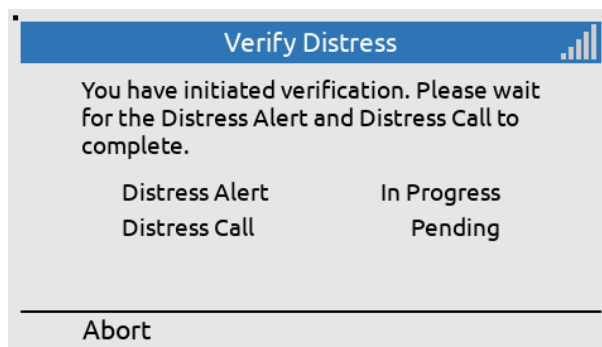 Verify Distress
You have initiated verification. Please wait
for the Distress Alert and Distress Call to
complete.
Distress Alert In Progress
Distress Call Pending
Abort